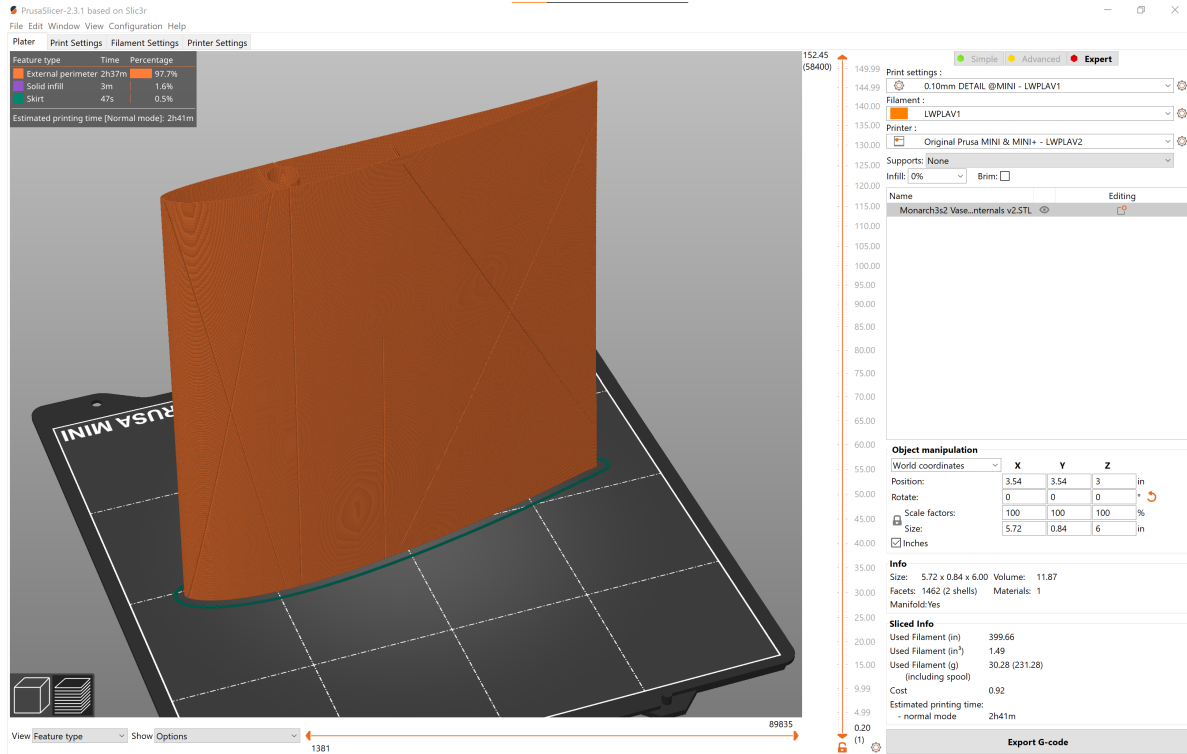 PrusaSlicer-2.3.1 based on Slic3r
File Edit Window View Configuration Help
Plater Print Settings Filament Settings Printer Settings
Feature type Time Percentage
External perimeter 2h37m 97.7%
Solid infill 3m 1.6%
Skirt 47s 0.5%
Estimated printing time [Normal mode]: 2h41m
PRUSA MINI
View Feature type Show Options
1381
89835
152.45
(58400)
149.99
144.99
140.00
135.00
130.00
125.00
120.00
115.00
110.00
105.00
100.00
95.00
90.00
85.00
80.00
75.00
70.00
65.00
60.00
55.00
50.00
45.00
40.00
35.00
30.00
25.00
20.00
15.00
9.99
4.99
0.20
(1)
Simple Advanced Expert
Print settings :
0.10mm DETAIL @MINI - LWPLAV1
Filament :
LWPLAV1
Printer :
Original Prusa MINI & MINI+ - LWPLAV2
Supports: None
Infill: 0% Brim:
Name Editing
Monarch3s2 Vase...nternals v2.STL
Object manipulation
World coordinates X Y Z
Position: 3.54 3.54 3 in
Rotate: 0 0 0 °
Scale factors: 100 100 100 %
Size: 5.72 0.84 6 in
Inches
Info
Size: 5.72 x 0.84 x 6.00 Volume: 11.87
Facets: 1462 (2 shells) Materials: 1
Manifold: Yes
Sliced Info
Used Filament (in) 399.66
Used Filament (in³) 1.49
Used Filament (g) 30.28 (231.28)
(including spool)
Cost 0.92
Estimated printing time:
- normal mode 2h41m
Export G-code